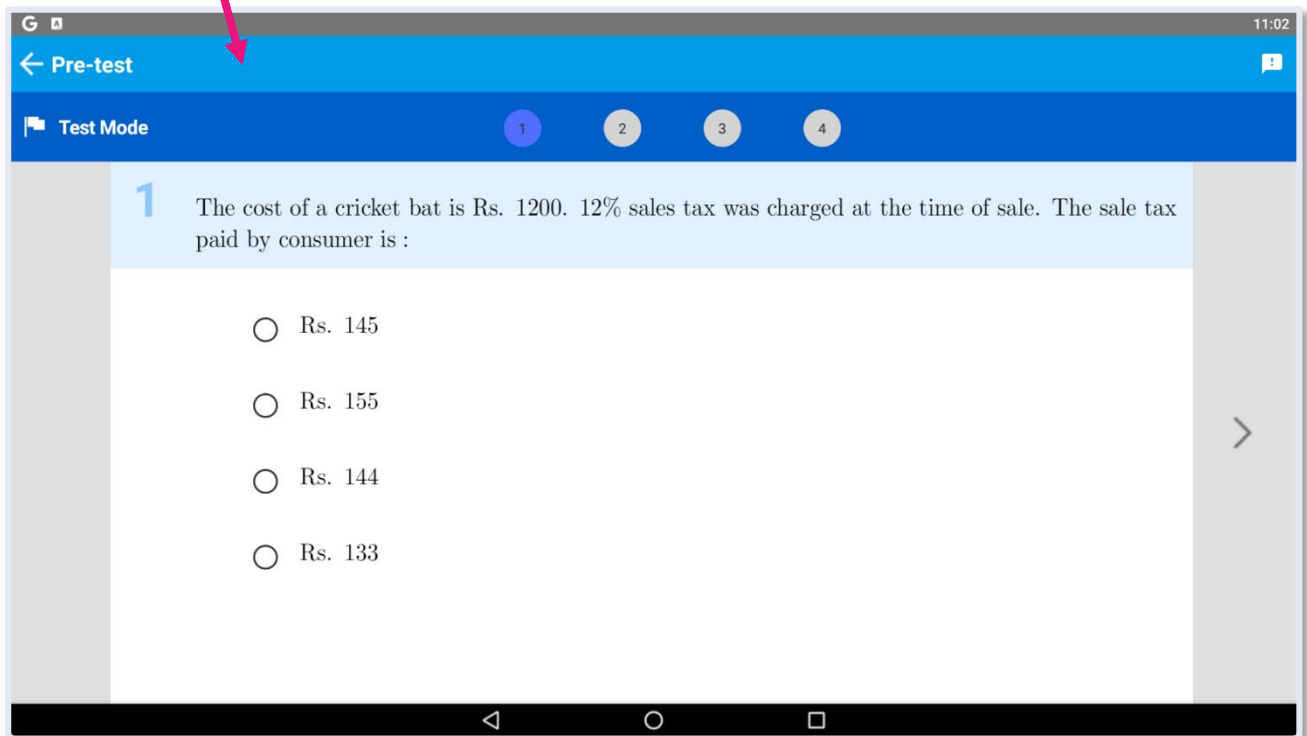 G A 11:02
Pre-test
Test Mode 1 2 3 4
1 The cost of a cricket bat is Rs. 1200. 12% sales tax was charged at the time of sale. The sale tax
paid by consumer is :
Rs. 145
Rs. 155
Rs. 144
Rs. 133